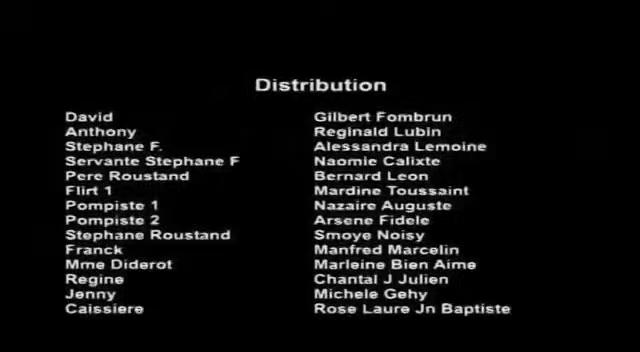 Distribution
David Gilbert Fombrun
Anthony Reginald Lubin
Stephane F. Alessandra Lemoine
Servante Stephane F Naomie Calixte
Pere Roustand Bernard Leon
Flirt 1 Mardine Toussaint
Pompiste 1 Nazaire Auguste
Pompiste 2 Arsene Fidele
Stephane Roustand Smoye Noisy
Franck Manfred Marcelin
Mme Diderot Marleine Bien Aime
Regine Chantal J Julien
Jenny Michele Gehy
Caissiere Rose Laure Jn Baptiste